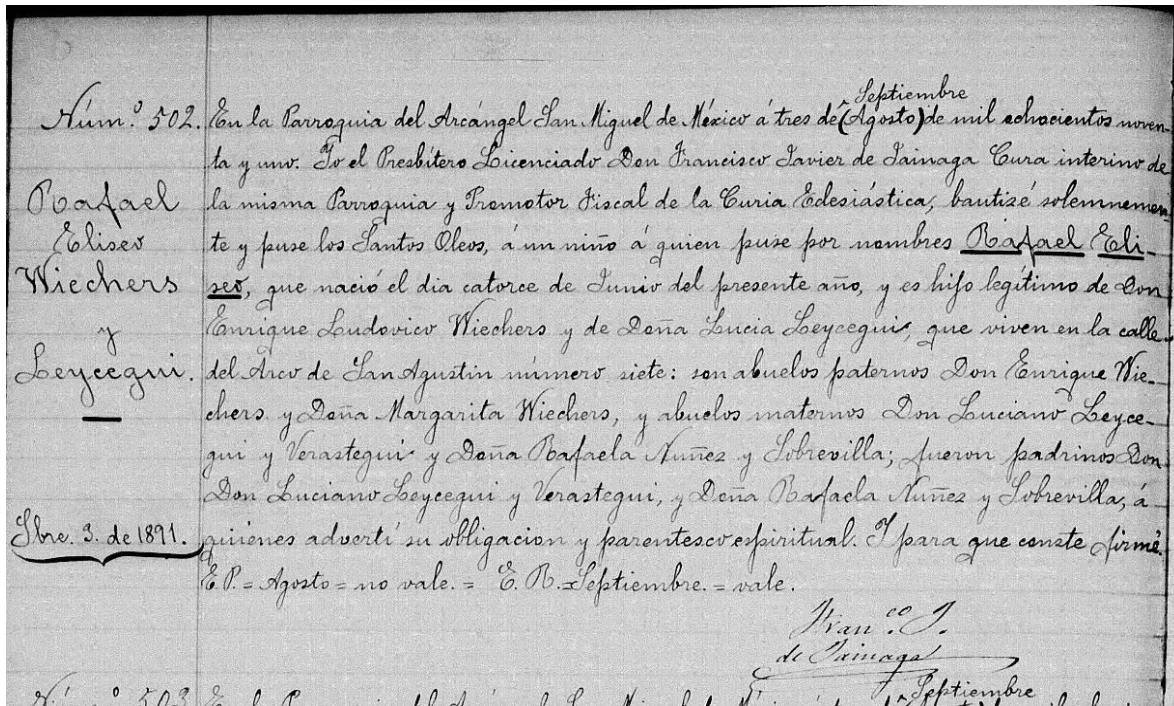 Núm.º 502.
Rafael
Eliseo
Wiechers
y
Leycegui.
Sbre. 3. de 1891.
Septiembre
En la Parroquia del Arcángel San Miguel de México á tres de (Agosto) de mil ochocientos noven-
ta y uno. Yo el Presbítero Licenciado Don Francisco Javier de Jainaga Cura interino de
la misma Parroquia y Promotor Fiscal de la Curia Eclesiástica, bautizé solemnemen-
te y puse los Santos Oleos, á un niño á quien puse por nombres Rafael Eli-
seo, que nació el dia catorce de Junio del presente año, y es hijo legítimo de Don
Enrique Ludovico Wiechers y de Doña Lucia Leycegui, que viven en la calle
del Arco de San Agustin número siete: son abuelos paternos Don Enrique Wie-
chers y Doña Margarita Wiechers, y abuelos maternos Don Luciano Leyce-
gui y Verastegui y Doña Rafaela Nuñez y Sobrevilla; fueron padrinos Don
Don Luciano Leycegui y Verastegui, y Doña Rafaela Nuñez y Sobrevilla, á
quiénes advertí su obligacion y parentesco espiritual. Y para que conste firmé.
E. P. = Agosto = no vale. = E. R. = Septiembre. = vale.
Fran.co J.
de Jainaga
Septiembre
Núm.º 503